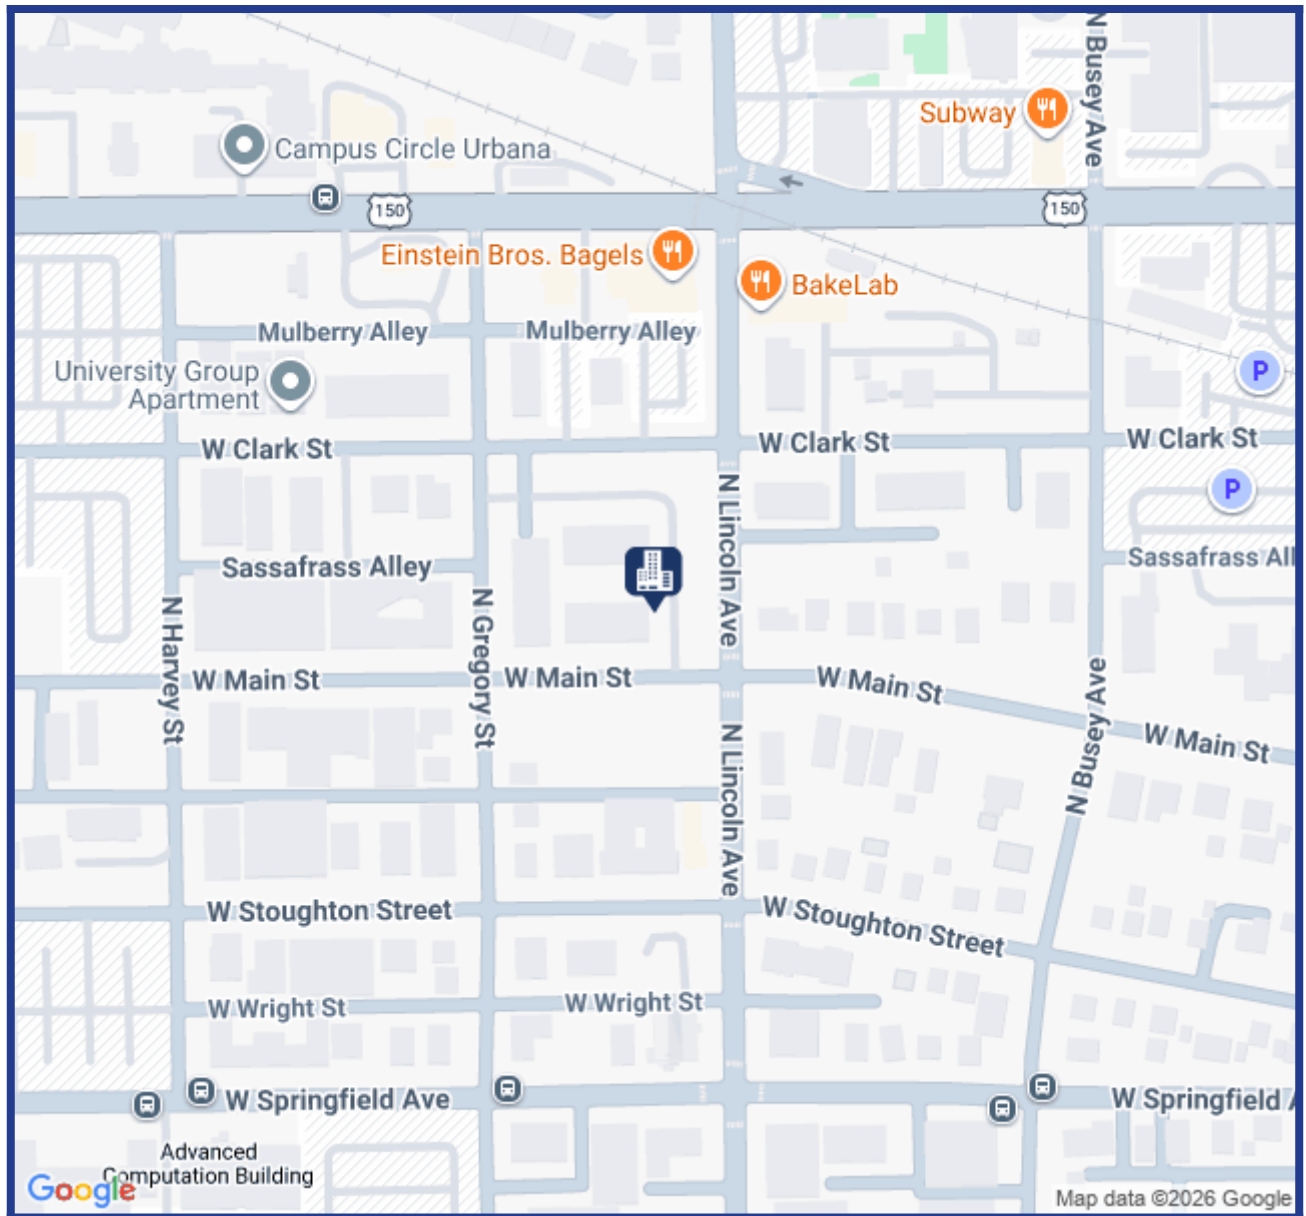 N Busey Ave
Subway
Campus Circle Urbana
150
150
Einstein Bros. Bagels
BakeLab
Mulberry Alley
Mulberry Alley
University Group
Apartment
P
W Clark St
W Clark St
W Clark St
P
N Lincoln Ave
Sassafrass Alley
Sassafrass All
N Harvey St
N Gregory St
W Main St
W Main St
W Main St
W Main St
N Busey Ave
N Lincoln Ave
W Stoughton Street
W Stoughton Street
W Wright St
W Wright St
W Springfield Ave
W Springfield A
Advanced
Computation Building
Google
Map data ©2026 Google